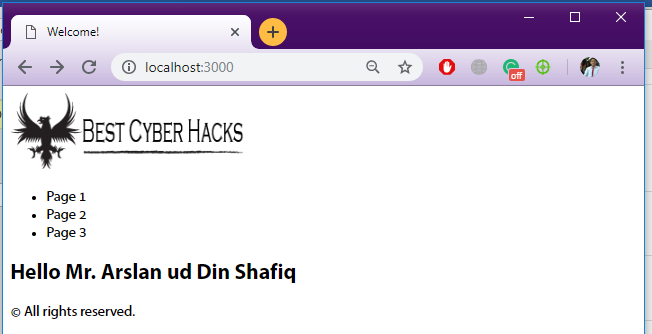 Welcome!
localhost:3000
off
BEST CYBER HACKS
Page 1
Page 2
Page 3
Hello Mr. Arslan ud Din Shafiq
© All rights reserved.